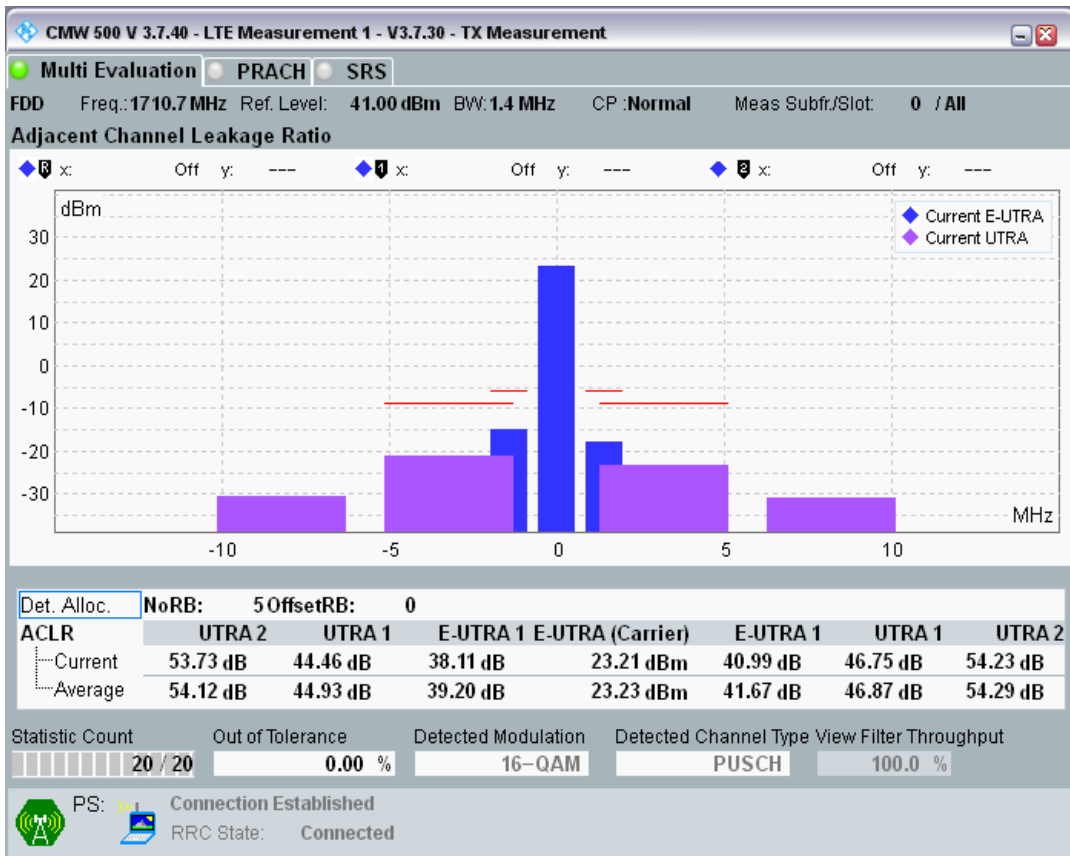 CMW 500 V 3.7.40 - LTE Measurement 1 - V3.7.30 - TX Measurement
Multi Evaluation PRACH SRS
FDD Freq.: 1710.7 MHz Ref. Level: 41.00 dBm BW: 1.4 MHz CP : Normal Meas Subfr./Slot: 0 / All
Adjacent Channel Leakage Ratio
R x: Off y: --- 1 x: Off y: --- 2 x: Off y: ---
dBm
Current E-UTRA
Current UTRA
30
20
10
0
-10
-20
-30
MHz
-10 -5 0 5 10
Det. Alloc. NoRB: 5 OffsetRB: 0
ACLR UTRA 2 UTRA 1 E-UTRA 1 E-UTRA (Carrier) E-UTRA 1 UTRA 1 UTRA 2
Current 53.73 dB 44.46 dB 38.11 dB 23.21 dBm 40.99 dB 46.75 dB 54.23 dB
Average 54.12 dB 44.93 dB 39.20 dB 23.23 dBm 41.67 dB 46.87 dB 54.29 dB
Statistic Count Out of Tolerance Detected Modulation Detected Channel Type View Filter Throughput
20 / 20 0.00 % 16-QAM PUSCH 100.0 %
PS: Connection Established
RRC State: Connected